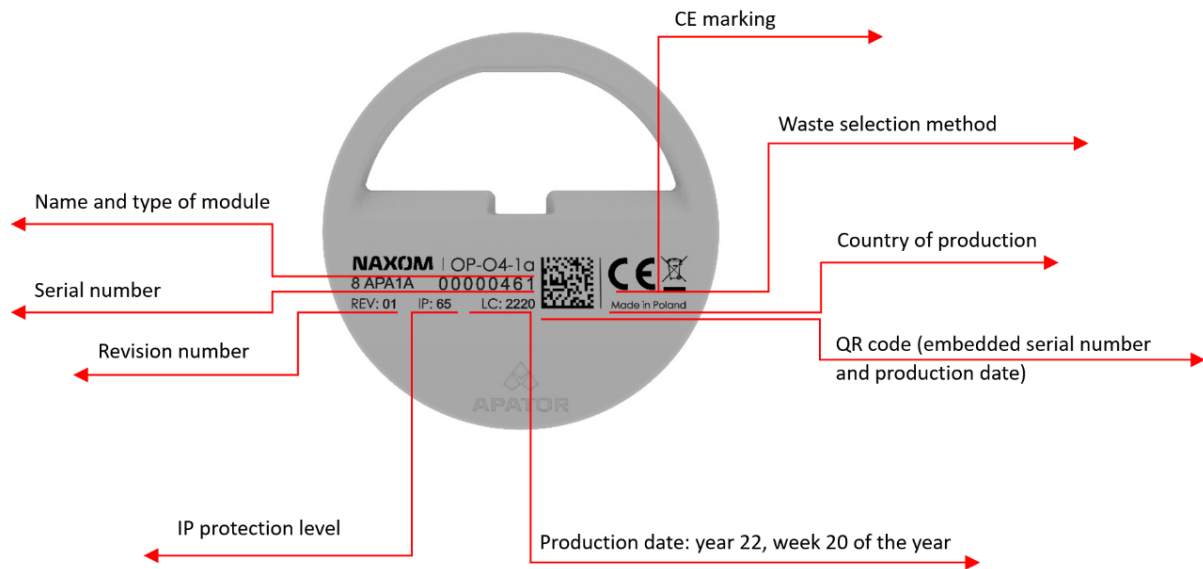 CE marking
Waste selection method
Name and type of module
Country of production
NAXOM | OP-O4-1a
8 APA1A 00000461
CE
Serial number
REV: 01 IP: 65 LC: 2220
Made in Poland
Revision number
QR code (embedded serial number
and production date)
APATOR
IP protection level
Production date: year 22, week 20 of the year